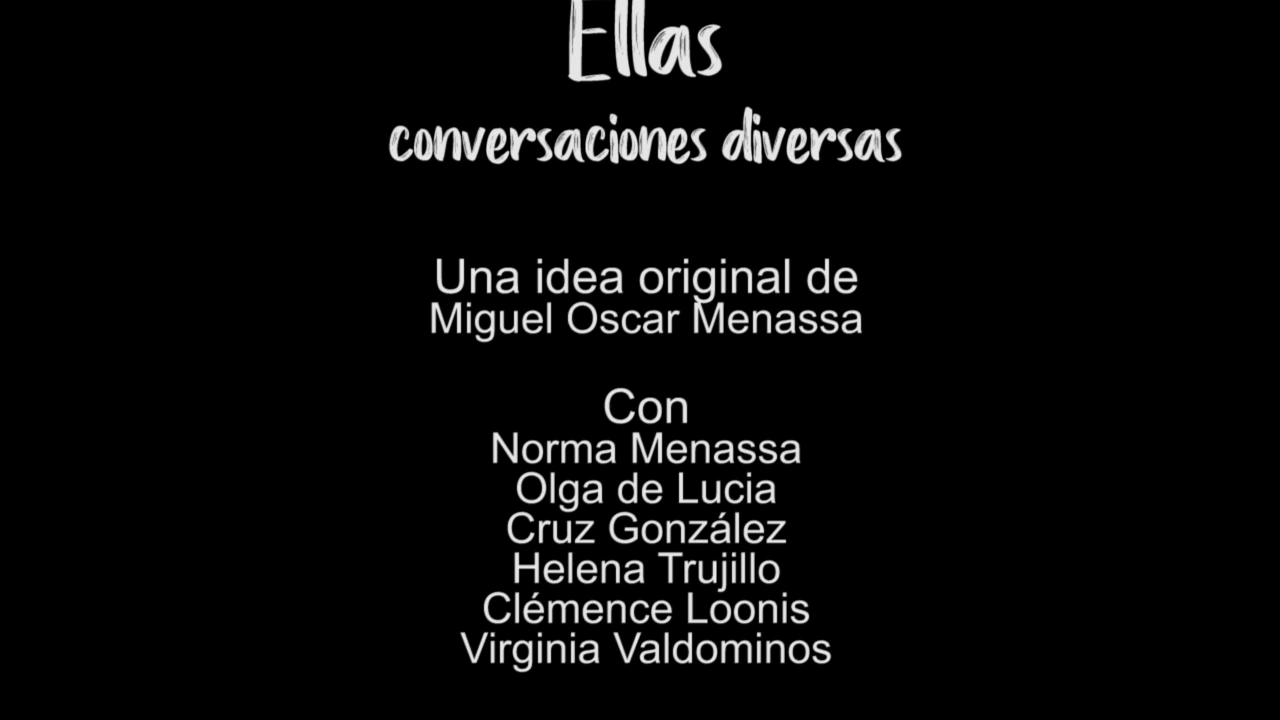 Ellas
conversaciones diversas
Una idea original de
Miguel Oscar Menassa
Con
Norma Menassa
Olga de Lucia
Cruz González
Helena Trujillo
Clémence Loonis
Virginia Valdominos